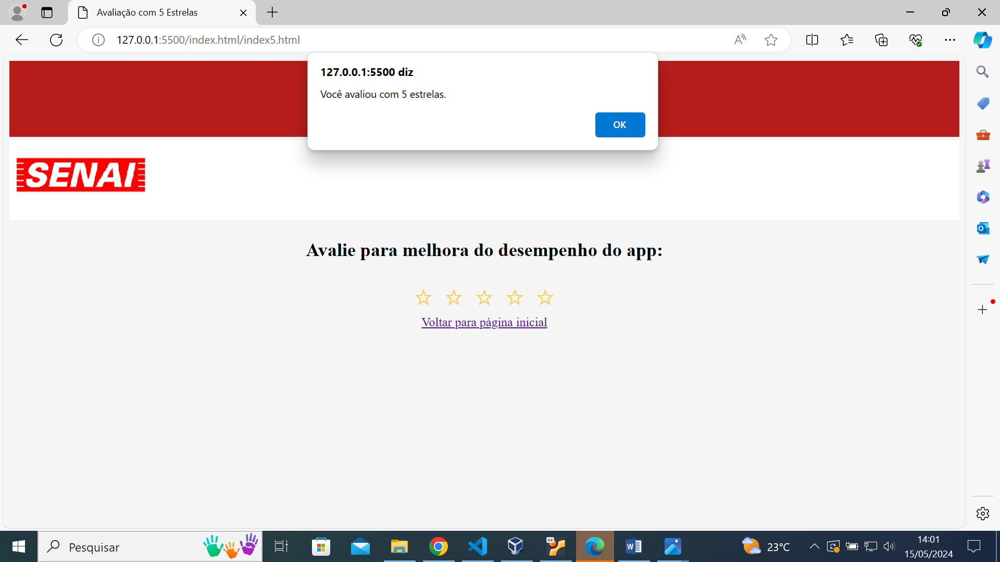 Avaliação com 5 Estrelas
127.0.0.1:5500/index.html/index5.html
127.0.0.1:5500 diz
Você avaliou com 5 estrelas.
OK
SENAI
Avalie para melhora do desempenho do app:
Voltar para página inicial
Pesquisar
64
23°C
14:01
15/05/2024